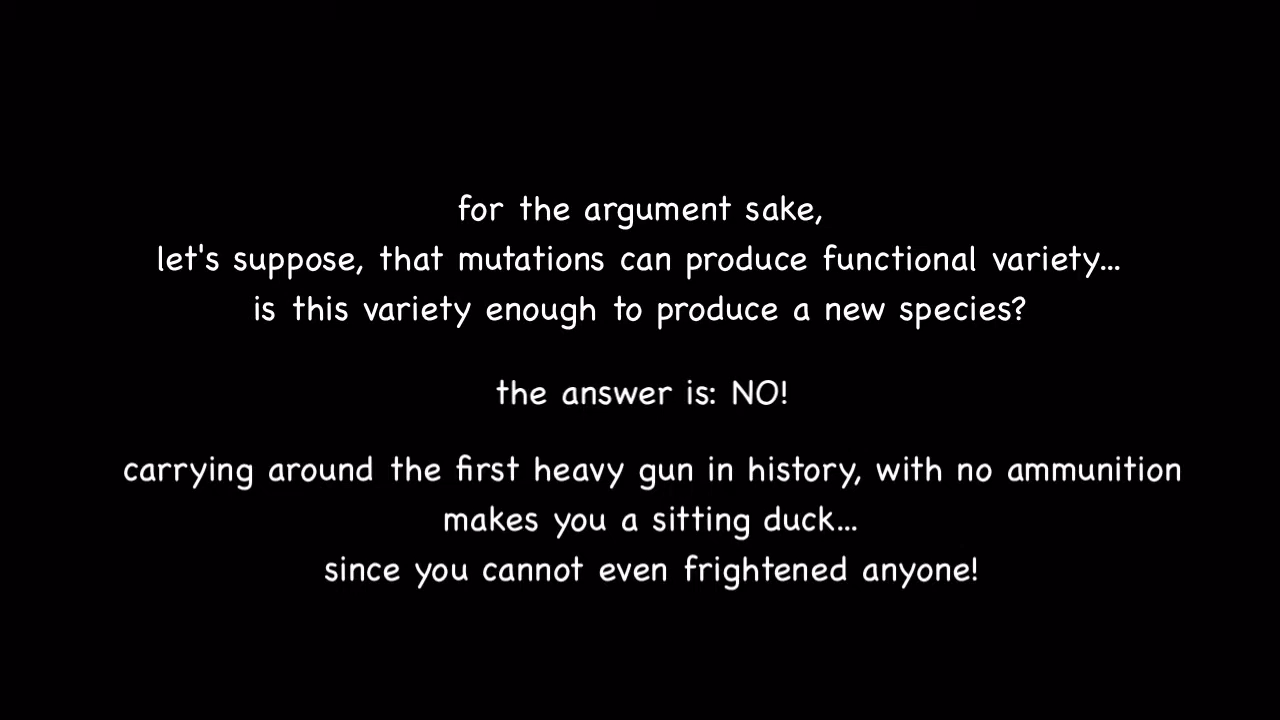 for the argument sake,
let's suppose, that mutations can produce functional variety...
is this variety enough to produce a new species?
the answer is: NO!
carrying around the first heavy gun in history, with no ammunition
makes you a sitting duck...
since you cannot even frightened anyone!